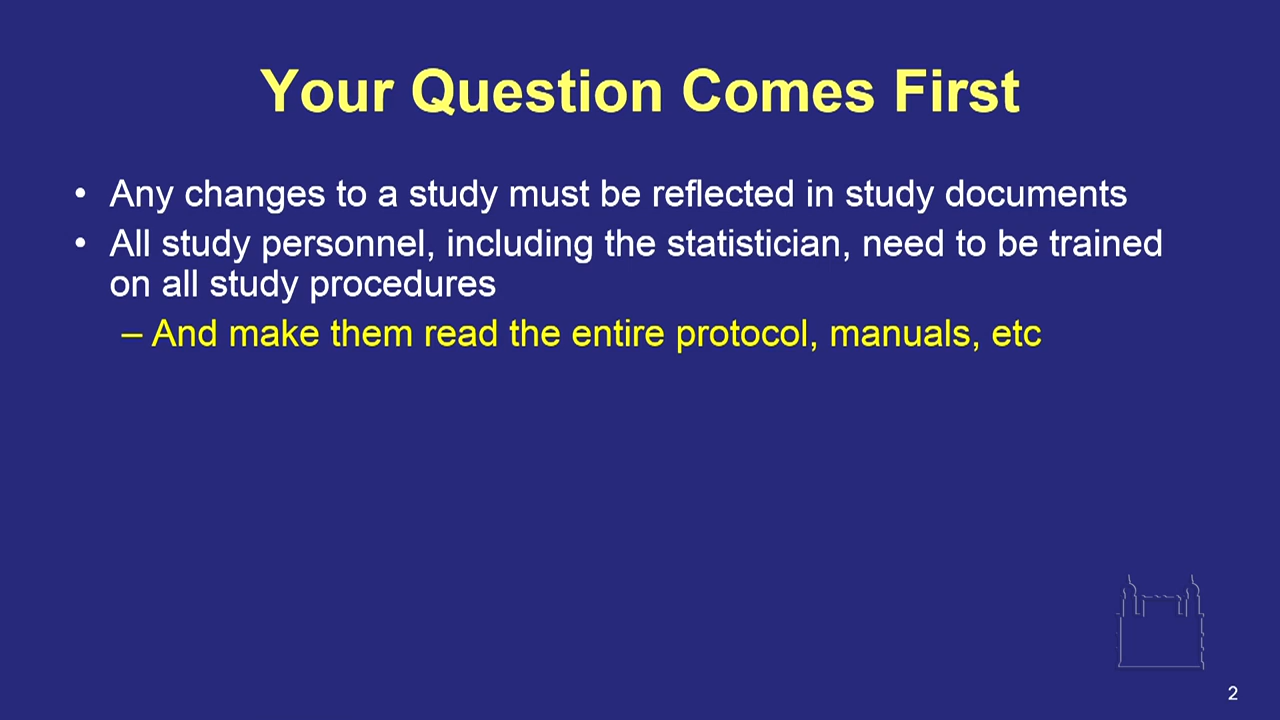 Your Question Comes First
• Any changes to a study must be reflected in study documents
• All study personnel, including the statistician, need to be trained
on all study procedures
– And make them read the entire protocol, manuals, etc
2